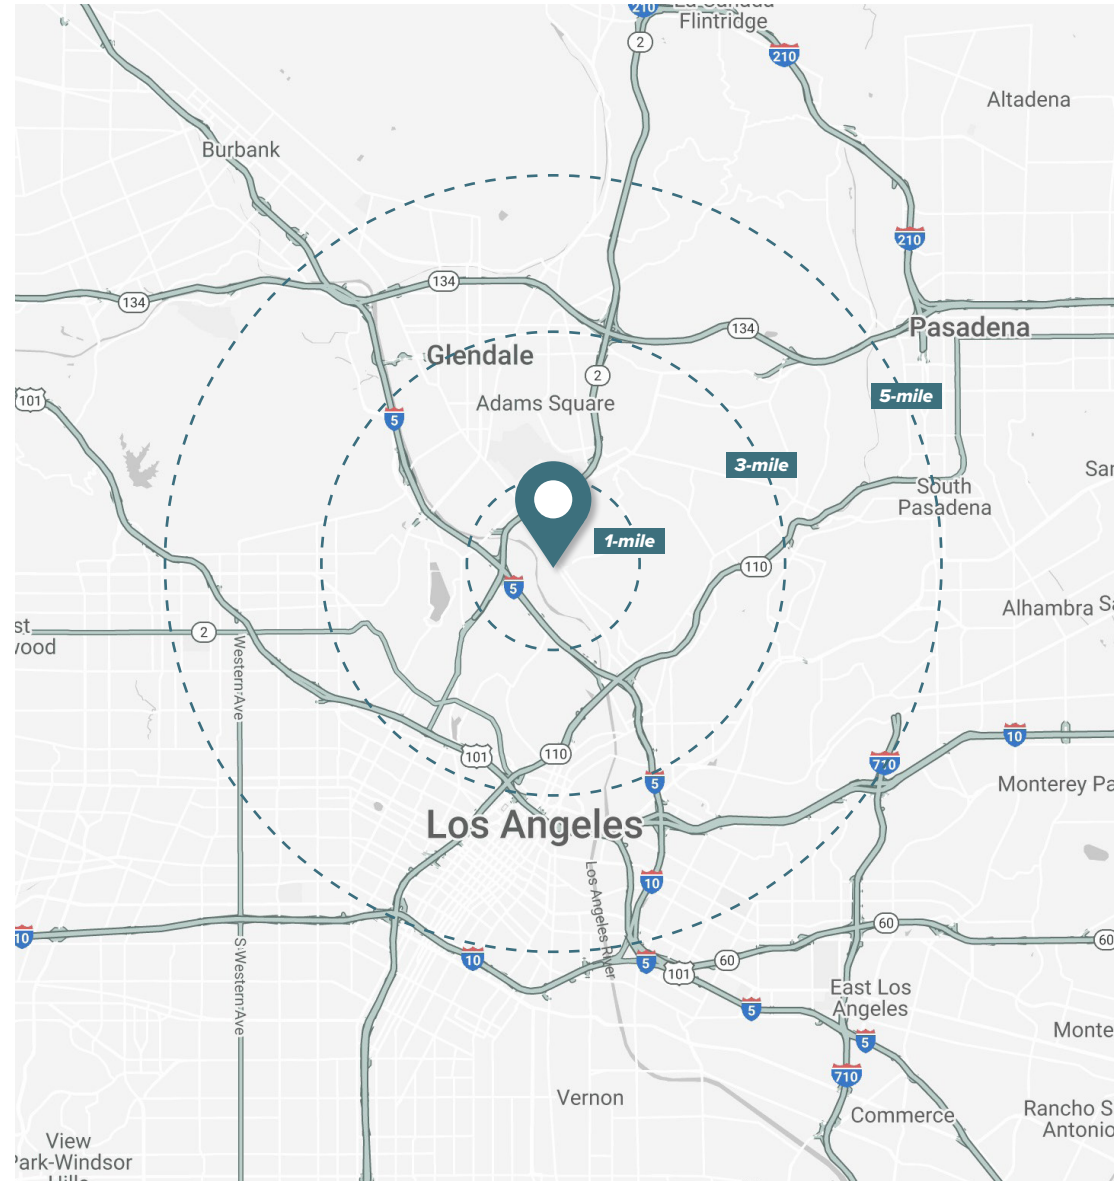 210
La Cañada
Flintridge
2
210
Altadena
Burbank
210
134
134
134
Pasadena
Glendale
2
101
5
Adams Square
5-mile
3-mile
South
Pasadena
1-mile
110
5
Alhambra
2
Western Ave
101
110
10
710
5
Monterey Pa
Los Angeles
10
Los Angeles River
10
S Western Ave
60
60
10
5
60
101
East Los
Angeles
5
5
Monte
710
Vernon
Commerce
Rancho S
Antonio
View
Park-Windsor
Hills